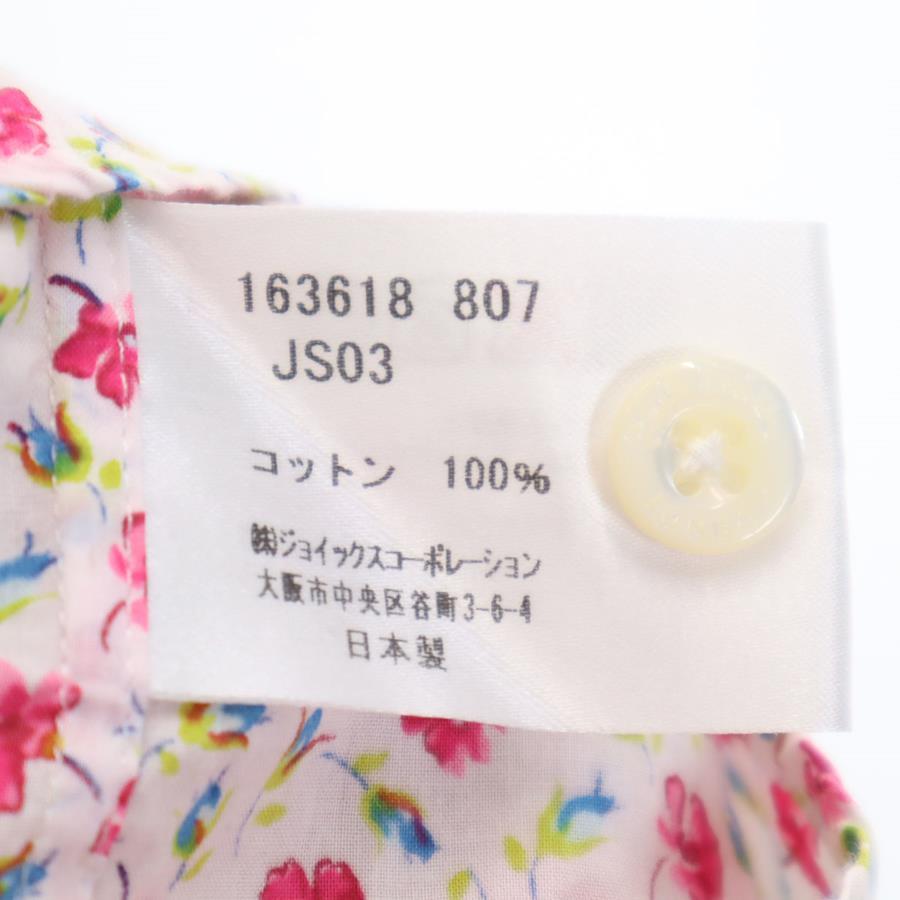 163618 807
JS03
コットン 100%
㈱ジョイックスコーポレーション
大阪市中央区谷町3-6-4
日本製